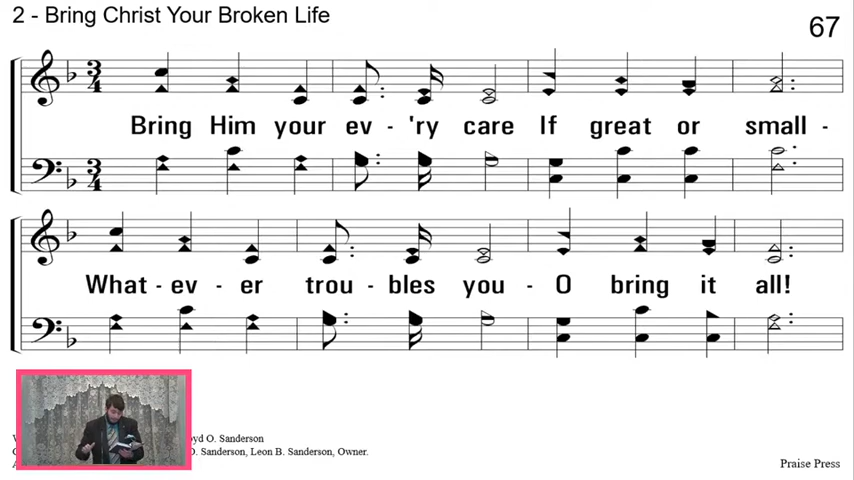 2 - Bring Christ Your Broken Life
67
Bring Him your ev - 'ry care If great or small -
What - ev - er trou - bles you - O bring it all!
O. Sanderson
O. Sanderson, Leon B. Sanderson, Owner.
Praise Press